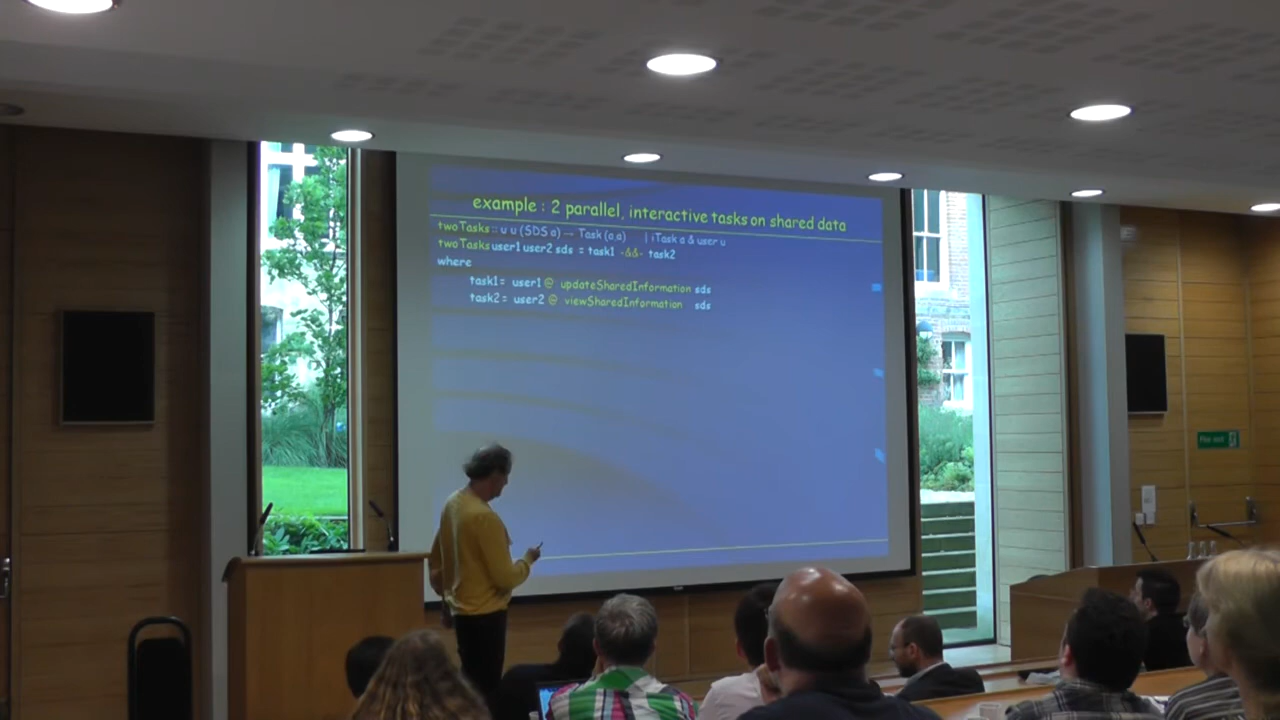 example : 2 parallel, interactive tasks on shared data
twoTasks :: u u (SDS a) → Task (a,a) | iTask a & user u
twoTasks user1 user2 sds = task1 -&&- task2
where
task1 = user1 @ updateSharedInformation sds
task2 = user2 @ viewSharedInformation sds